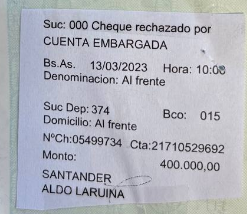 Suc: 000 Cheque rechazado por
CUENTA EMBARGADA
Bs.As. 13/03/2023 Hora: 10:08
Denominacion: Al frente
Suc Dep: 374 Bco: 015
Domicilio: Al frente
NºCh:05499734 Cta:21710529692
Monto: 400.000,00
SANTANDER
ALDO LARUINA